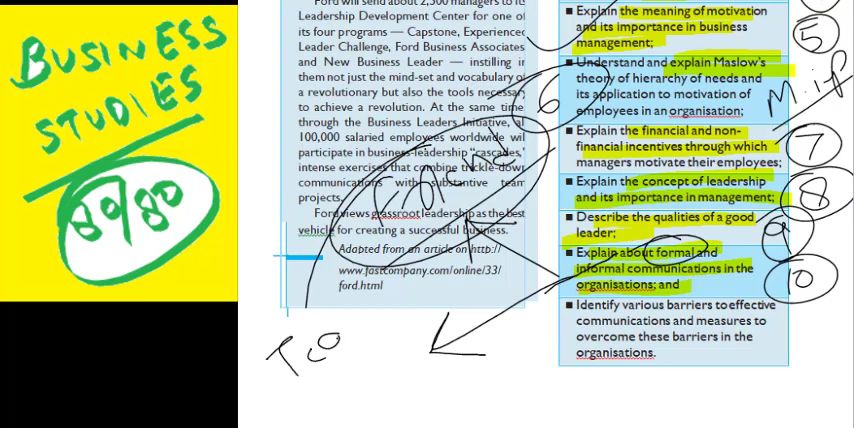 BUSINESS
STUDIES
80/80
Ford will send about 2,300 managers to its
Leadership Development Center for one of
its four programs — Capstone, Experienced
Leader Challenge, Ford Business Associates
and New Business Leader — instilling in
them not just the mind-set and vocabulary of
a revolutionary but also the tools necessary
to achieve a revolution. At the same time
through the Business Leaders Initiative, all
100,000 salaried employees worldwide will
participate in business-leadership "cascades,"
intense exercises that combine trickle-down
communications with substantive team
projects.
Ford views grassroot leadership as the best
vehicle for creating a successful business.
Adapted from an article on http://
www.fastcompany.com/online/33/
ford.html
■ Explain the meaning of motivation
and its importance in business
management;
■ Understand and explain Maslow's
theory of hierarchy of needs and
its application to motivation of
employees in an organisation;
■ Explain the financial and non-
financial incentives through which
managers motivate their employees;
■ Explain the concept of leadership
and its importance in management;
■ Describe the qualities of a good
leader;
■ Explain about formal and
informal communications in the
organisations; and
■ Identify various barriers to effective
communications and measures to
overcome these barriers in the
organisations.
5
6
M.i.p
7
8
9
10